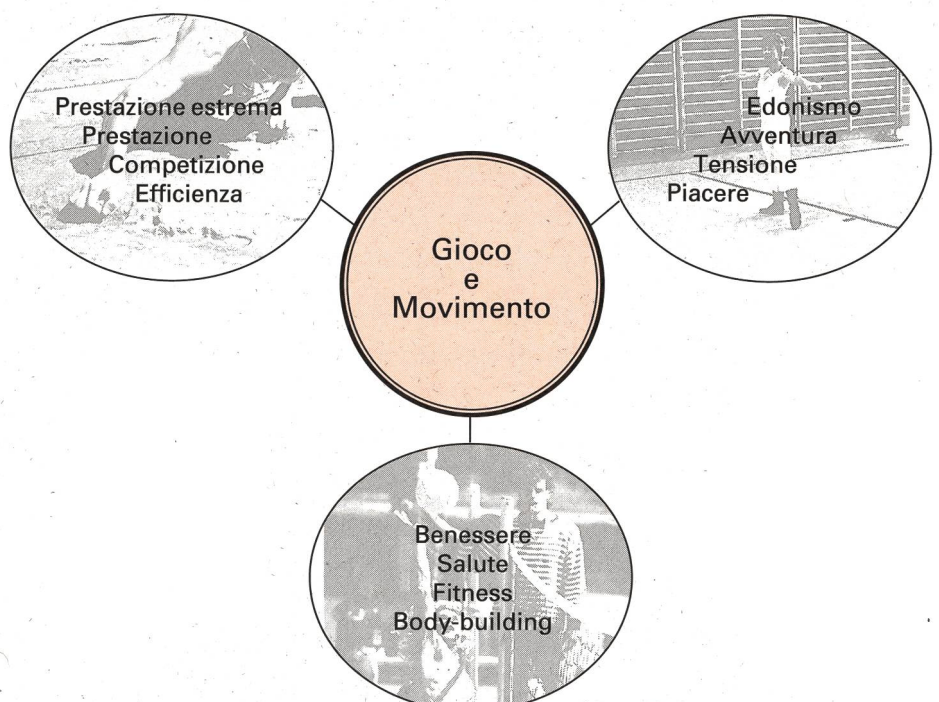 Prestazione estrema
Prestazione
Competizione
Efficienza
Edonismo
Avventura
Tensione
Piacere
Gioco
e
Movimento
Benessere
Salute
Fitness
Body-building